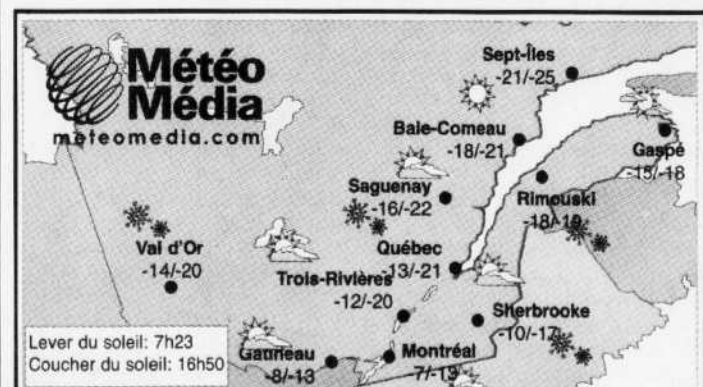 Météo
Média
meteomedia.com
Sept-Îles
-21/-25
Baie-Comeau
-18/-21
Gaspé
-15/-18
Saguenay
-16/-22
Rimouski
-18/-19
Val d'Or
-14/-20
Québec
-13/-21
Trois-Rivières
-12/-20
Sherbrooke
-10/-17
Lever du soleil: 7h23
Coucher du soleil: 16h50
Gatineau
-8/-13
Montréal